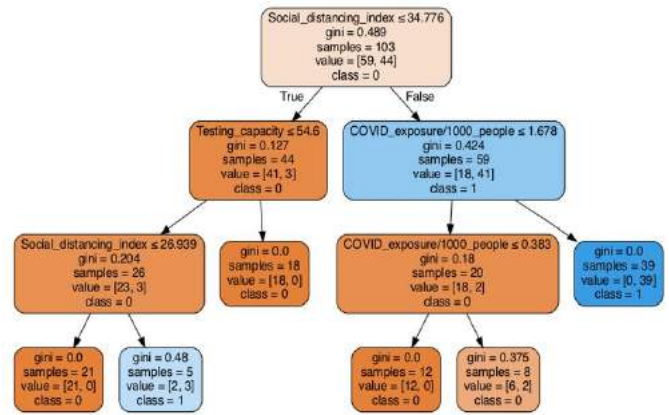 Social_distancing_index ≤ 34.776
gini = 0.489
samples = 103
value = [59, 44]
class = 0
True
False
Testing_capacity ≤ 54.6
gini = 0.127
samples = 44
value = [41, 3]
class = 0
COVID_exposure/1000_people ≤ 1.678
gini = 0.424
samples = 59
value = [18, 41]
class = 1
Social_distancing_index ≤ 26.939
gini = 0.204
samples = 26
value = [23, 3]
class = 0
gini = 0.0
samples = 18
value = [18, 0]
class = 0
COVID_exposure/1000_people ≤ 0.383
gini = 0.18
samples = 20
value = [18, 2]
class = 0
gini = 0.0
samples = 39
value = [0, 39]
class = 1
gini = 0.0
samples = 21
value = [21, 0]
class = 0
gini = 0.48
samples = 5
value = [2, 3]
class = 1
gini = 0.0
samples = 12
value = [12, 0]
class = 0
gini = 0.375
samples = 8
value = [6, 2]
class = 0